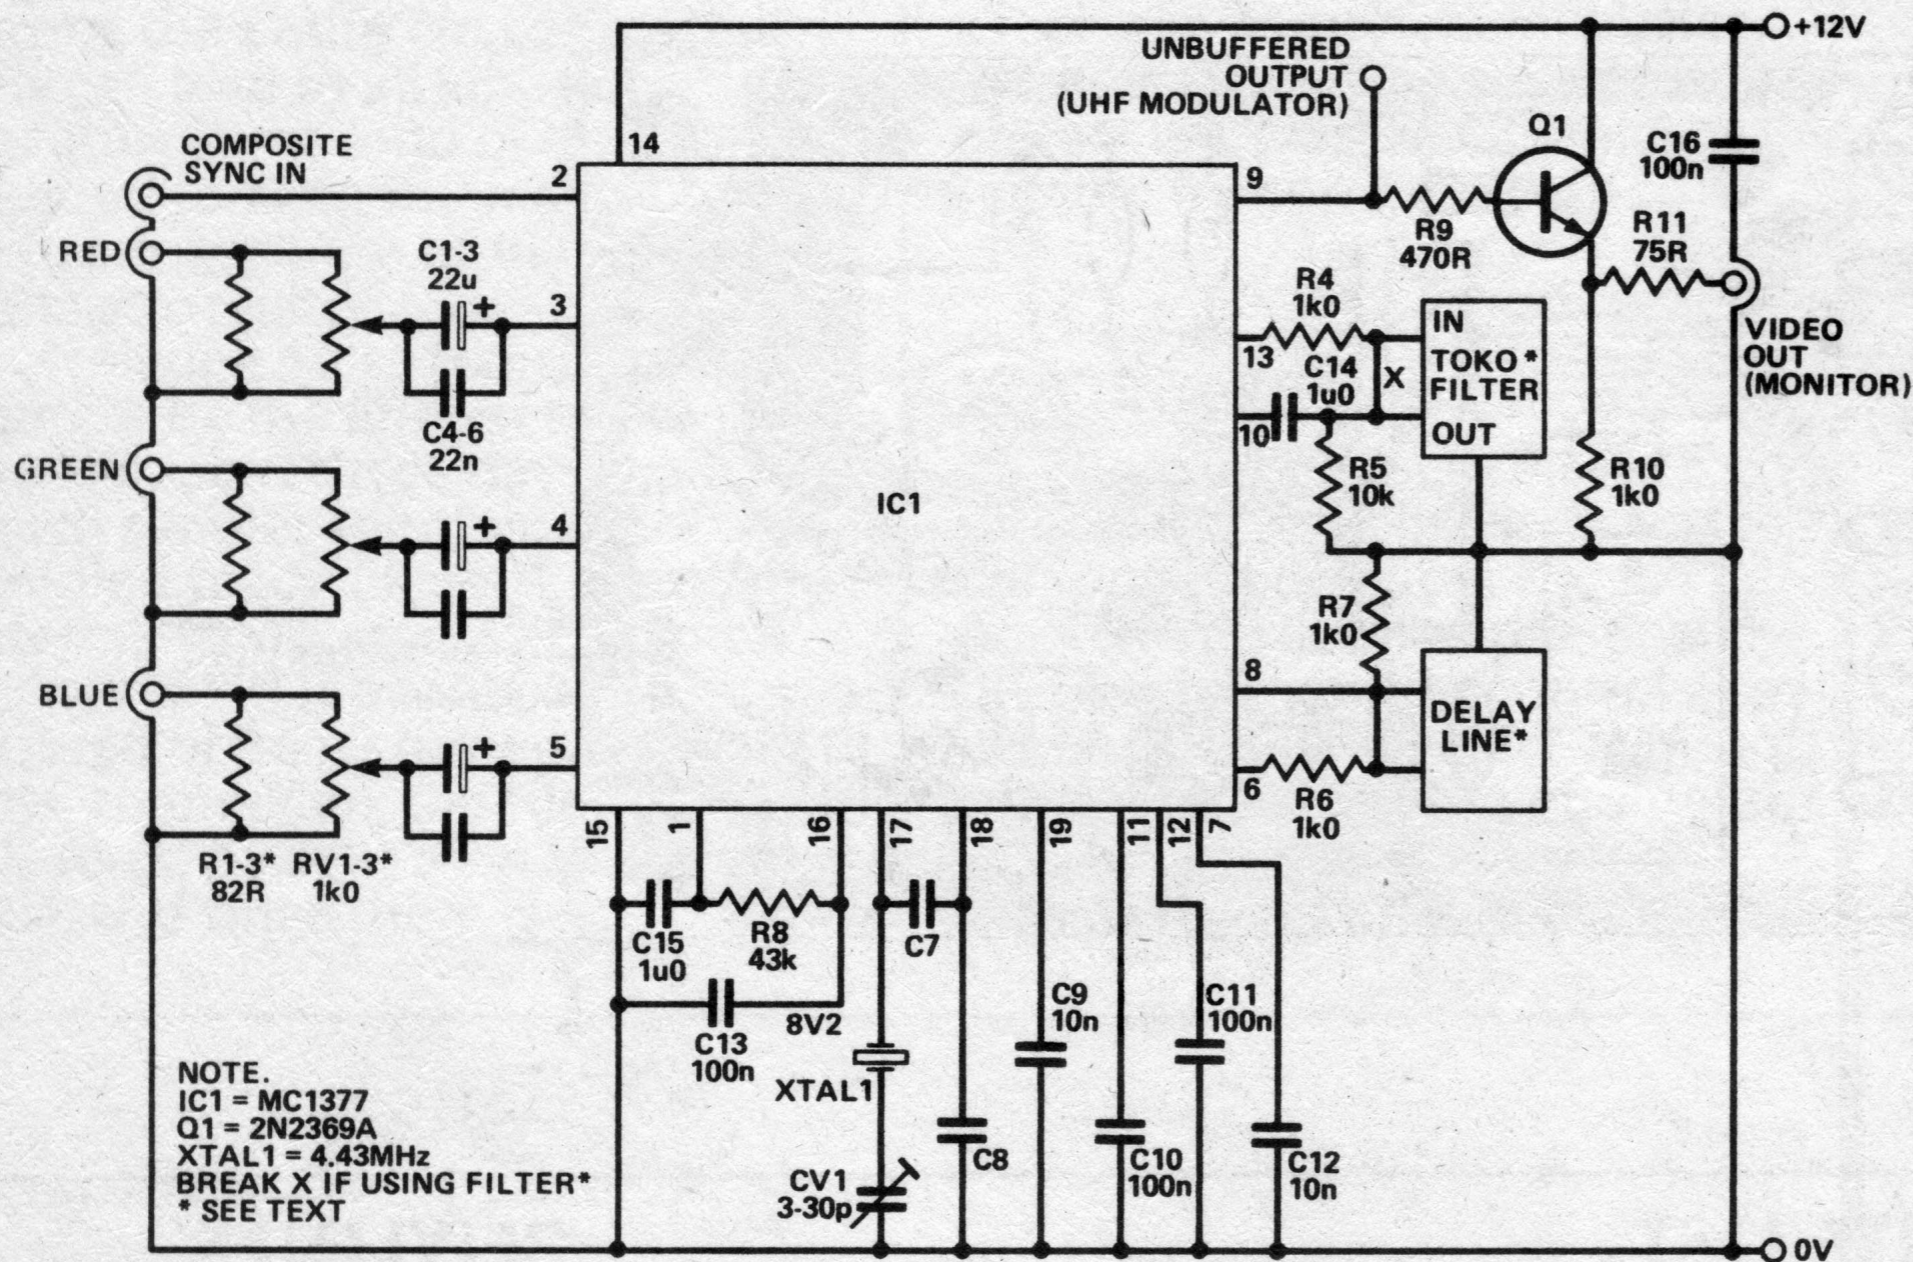 +12V
UNBUFFERED
OUTPUT
(UHF MODULATOR)
COMPOSITE
SYNC IN
14
2
9
Q1
C16
100n
RED
C1-3
22u
+
3
R9
470R
R11
75R
R4
1k0
13
IN
TOKO*
FILTER
OUT
VIDEO
OUT
(MONITOR)
C14
1u0
X
10
C4-6
22n
GREEN
+
4
IC1
R5
10k
R10
1k0
R7
1k0
8
BLUE
+
5
DELAY
LINE*
6
R6
1k0
15
1
16
17
18
19
11
12
7
R1-3*
82R
RV1-3*
1k0
C15
1u0
R8
43k
C7
C13
100n
8V2
C9
10n
C11
100n
XTAL1
NOTE.
IC1 = MC1377
Q1 = 2N2369A
XTAL1 = 4.43MHz
BREAK X IF USING FILTER*
* SEE TEXT
CV1
3-30p
C8
C10
100n
C12
10n
0V